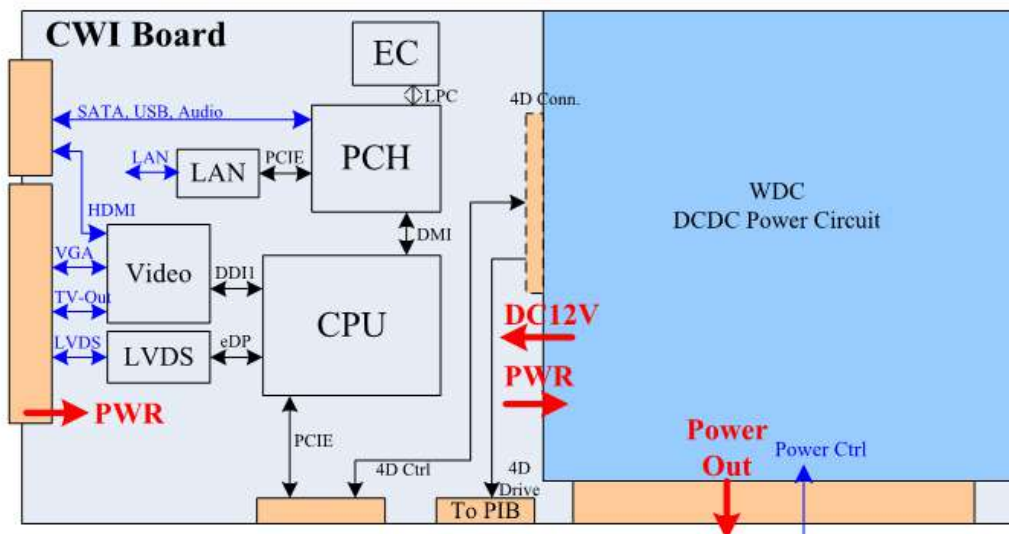 CWI Board
EC
LPC
4D Conn.
SATA, USB, Audio
PCH
LAN
LAN
PCIE
WDC
DCDC Power Circuit
HDMI
DMI
VGA
Video
DDI1
TV-Out
CPU
DC12V
LVDS
LVDS
eDP
PWR
PWR
PCIE
4D Ctrl
4D
Drive
To PIB
Power
Out
Power Ctrl